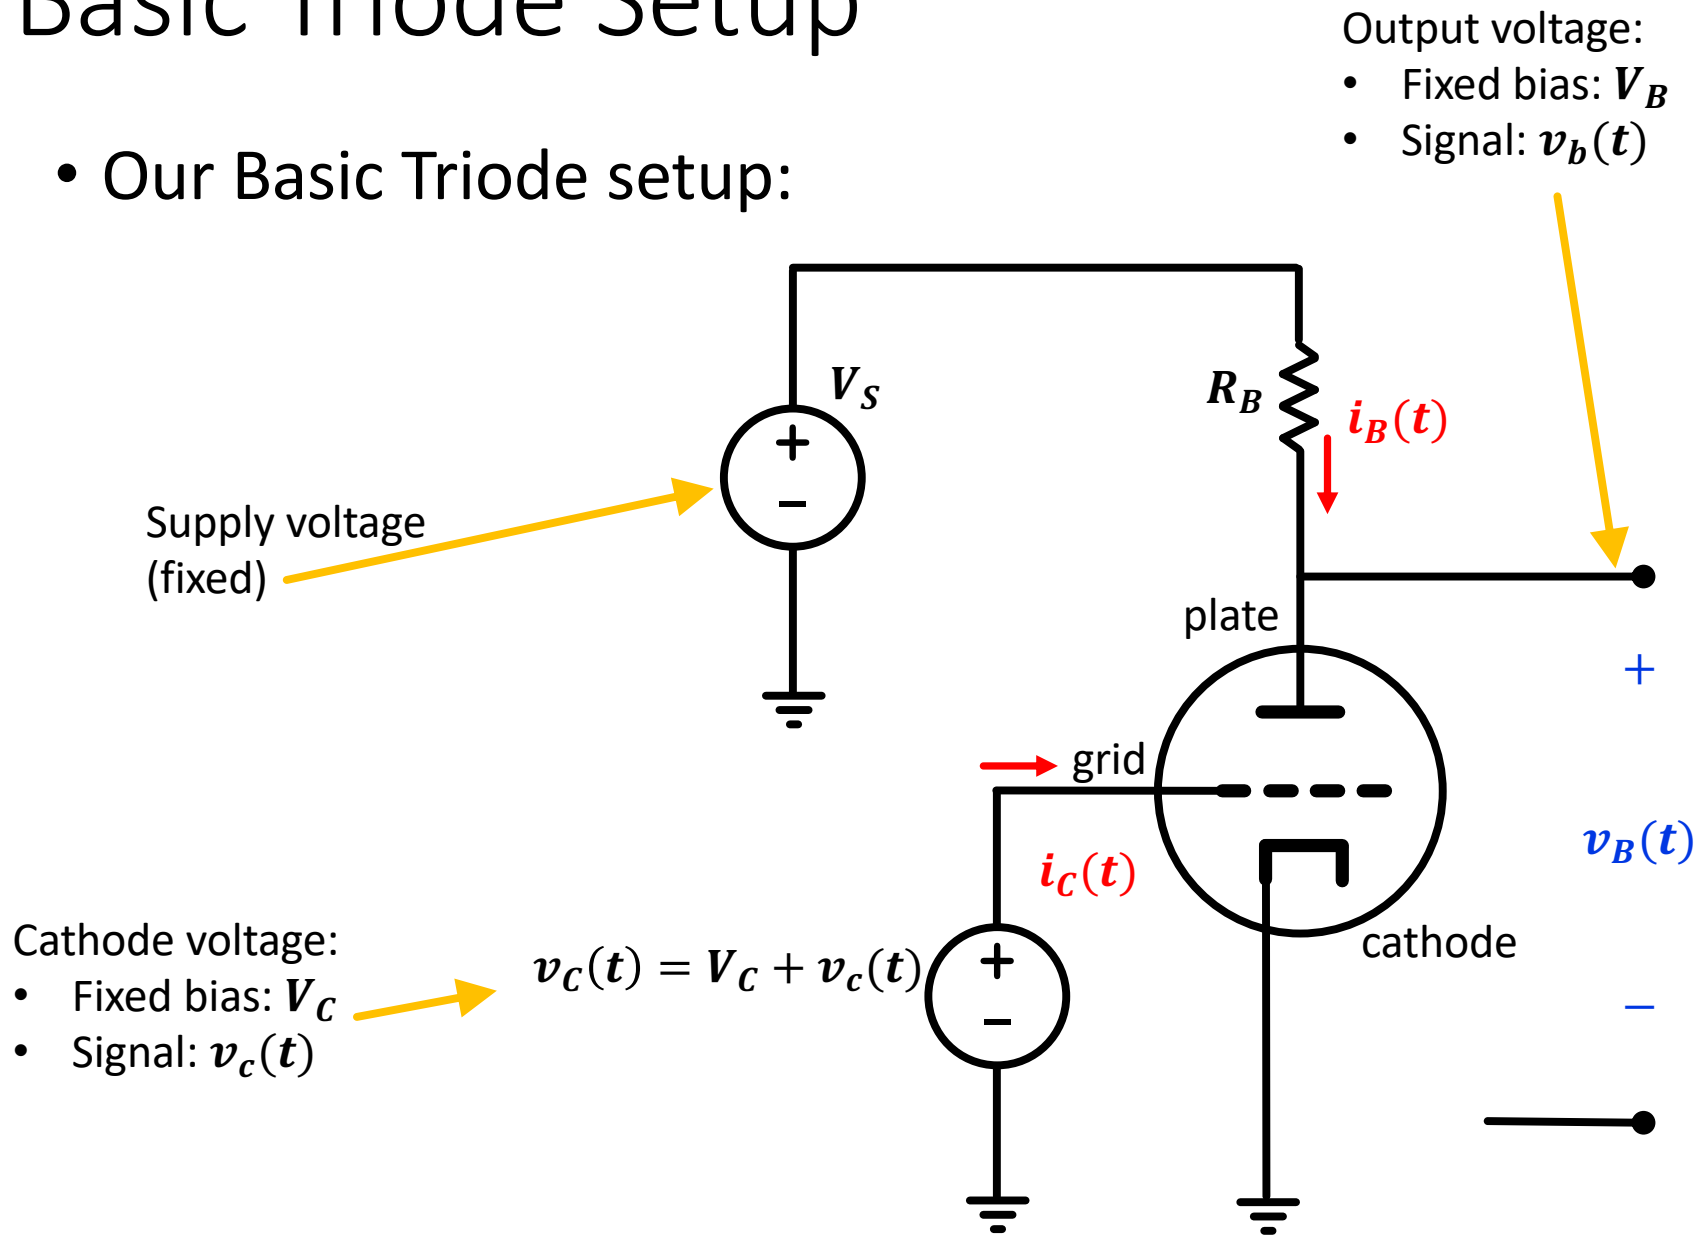 Basic Triode Setup
Output voltage:
• Fixed bias: V_B
• Signal: v_b(t)
• Our Basic Triode setup:
V_S
R_B
i_B(t)
+
−
Supply voltage
(fixed)
plate
+
grid
v_B(t)
i_C(t)
Cathode voltage:
• Fixed bias: V_C
• Signal: v_c(t)
v_C(t) = V_C + v_c(t)
+
−
cathode
−